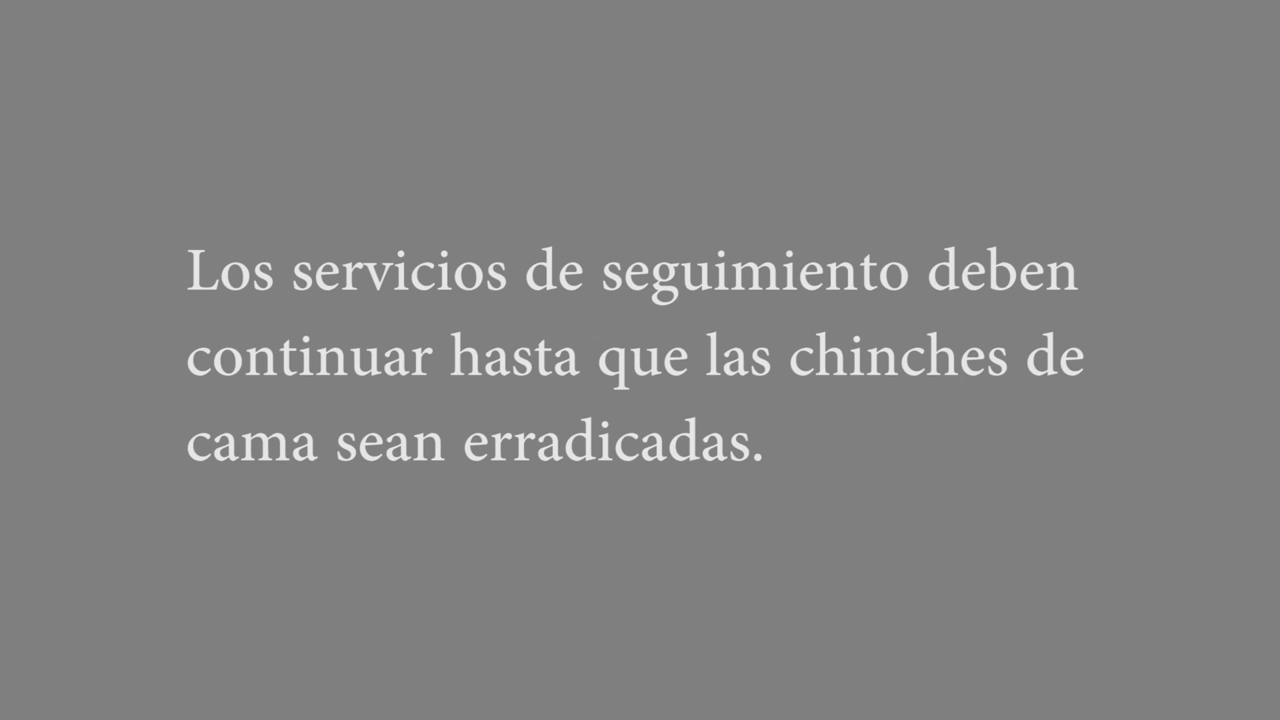 Los servicios de seguimiento deben
continuar hasta que las chinches de
cama sean erradicadas.